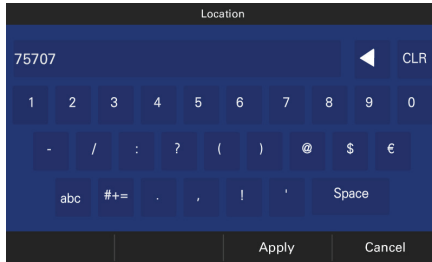 Location
75707 CLR
1 2 3 4 5 6 7 8 9 0
- / : ? ( ) @ $ €
abc #+= . , ! ' Space
Apply Cancel